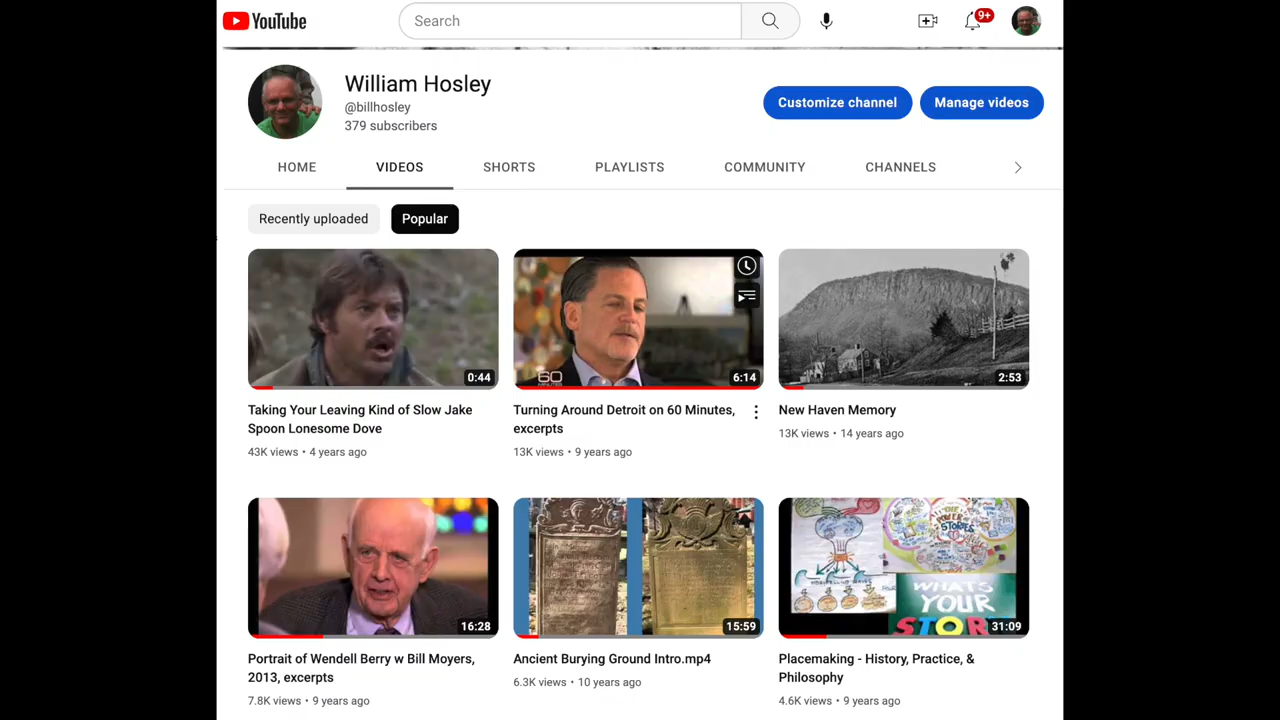 YouTube
Search
9+
William Hosley
@billhosley
379 subscribers
Customize channel
Manage videos
HOME
VIDEOS
SHORTS
PLAYLISTS
COMMUNITY
CHANNELS
Recently uploaded
Popular
0:44
60
MINUTES
6:14
2:53
Taking Your Leaving Kind of Slow Jake
Spoon Lonesome Dove
43K views • 4 years ago
Turning Around Detroit on 60 Minutes,
excerpts
13K views • 9 years ago
New Haven Memory
13K views • 14 years ago
16:28
15:59
THE
POWER
STORIES
WHATS
YOUR
STORY
31:09
Portrait of Wendell Berry w Bill Moyers,
2013, excerpts
7.8K views • 9 years ago
Ancient Burying Ground Intro.mp4
6.3K views • 10 years ago
Placemaking - History, Practice, &
Philosophy
4.6K views • 9 years ago